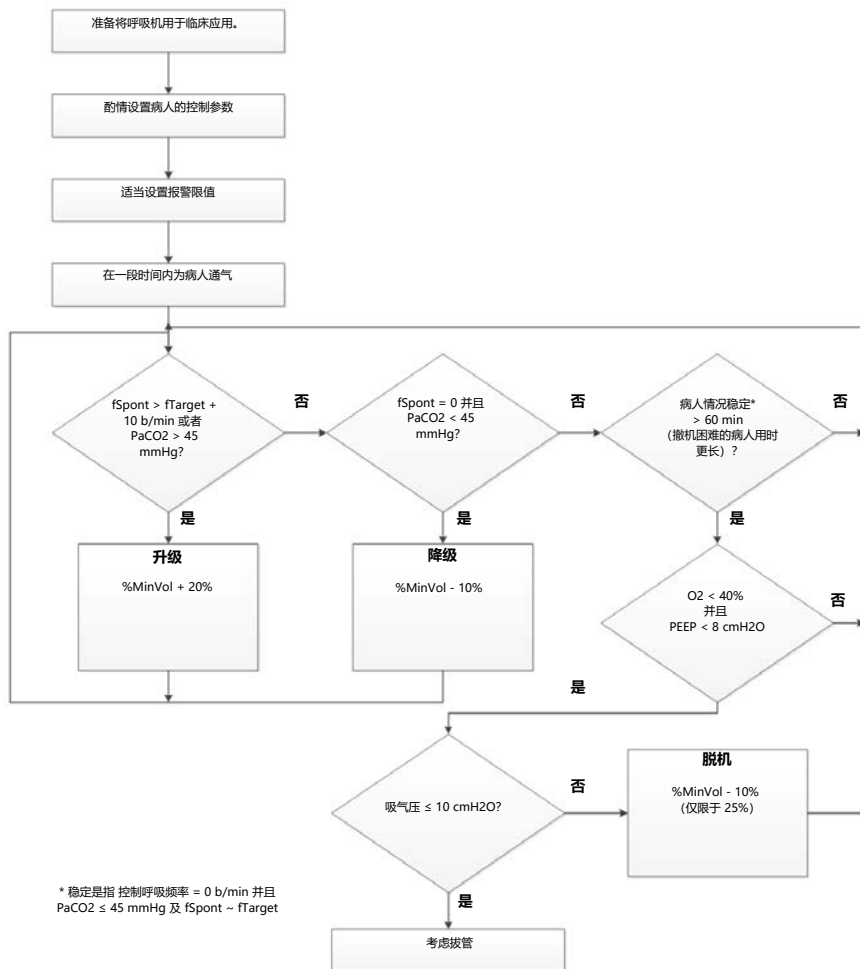 准备将呼吸机用于临床应用。
酌情设置病人的控制参数
适当设置报警限值
在一段时间内为病人通气
fSpont > fTarget +
10 b/min 或者
PaCO2 > 45
mmHg?
否
fSpont = 0 并且
PaCO2 < 45
mmHg?
否
病人情况稳定*
> 60 min
（撤机困难的病人用时
更长）?
否
是
是
是
升级
%MinVol + 20%
降级
%MinVol - 10%
O2 < 40%
并且
PEEP < 8 cmH2O
否
是
吸气压 ≤ 10 cmH2O?
否
脱机
%MinVol - 10%
（仅限于 25%）
是
* 稳定是指 控制呼吸频率 = 0 b/min 并且
PaCO2 ≤ 45 mmHg 及 fSpont ~ fTarget
考虑拔管